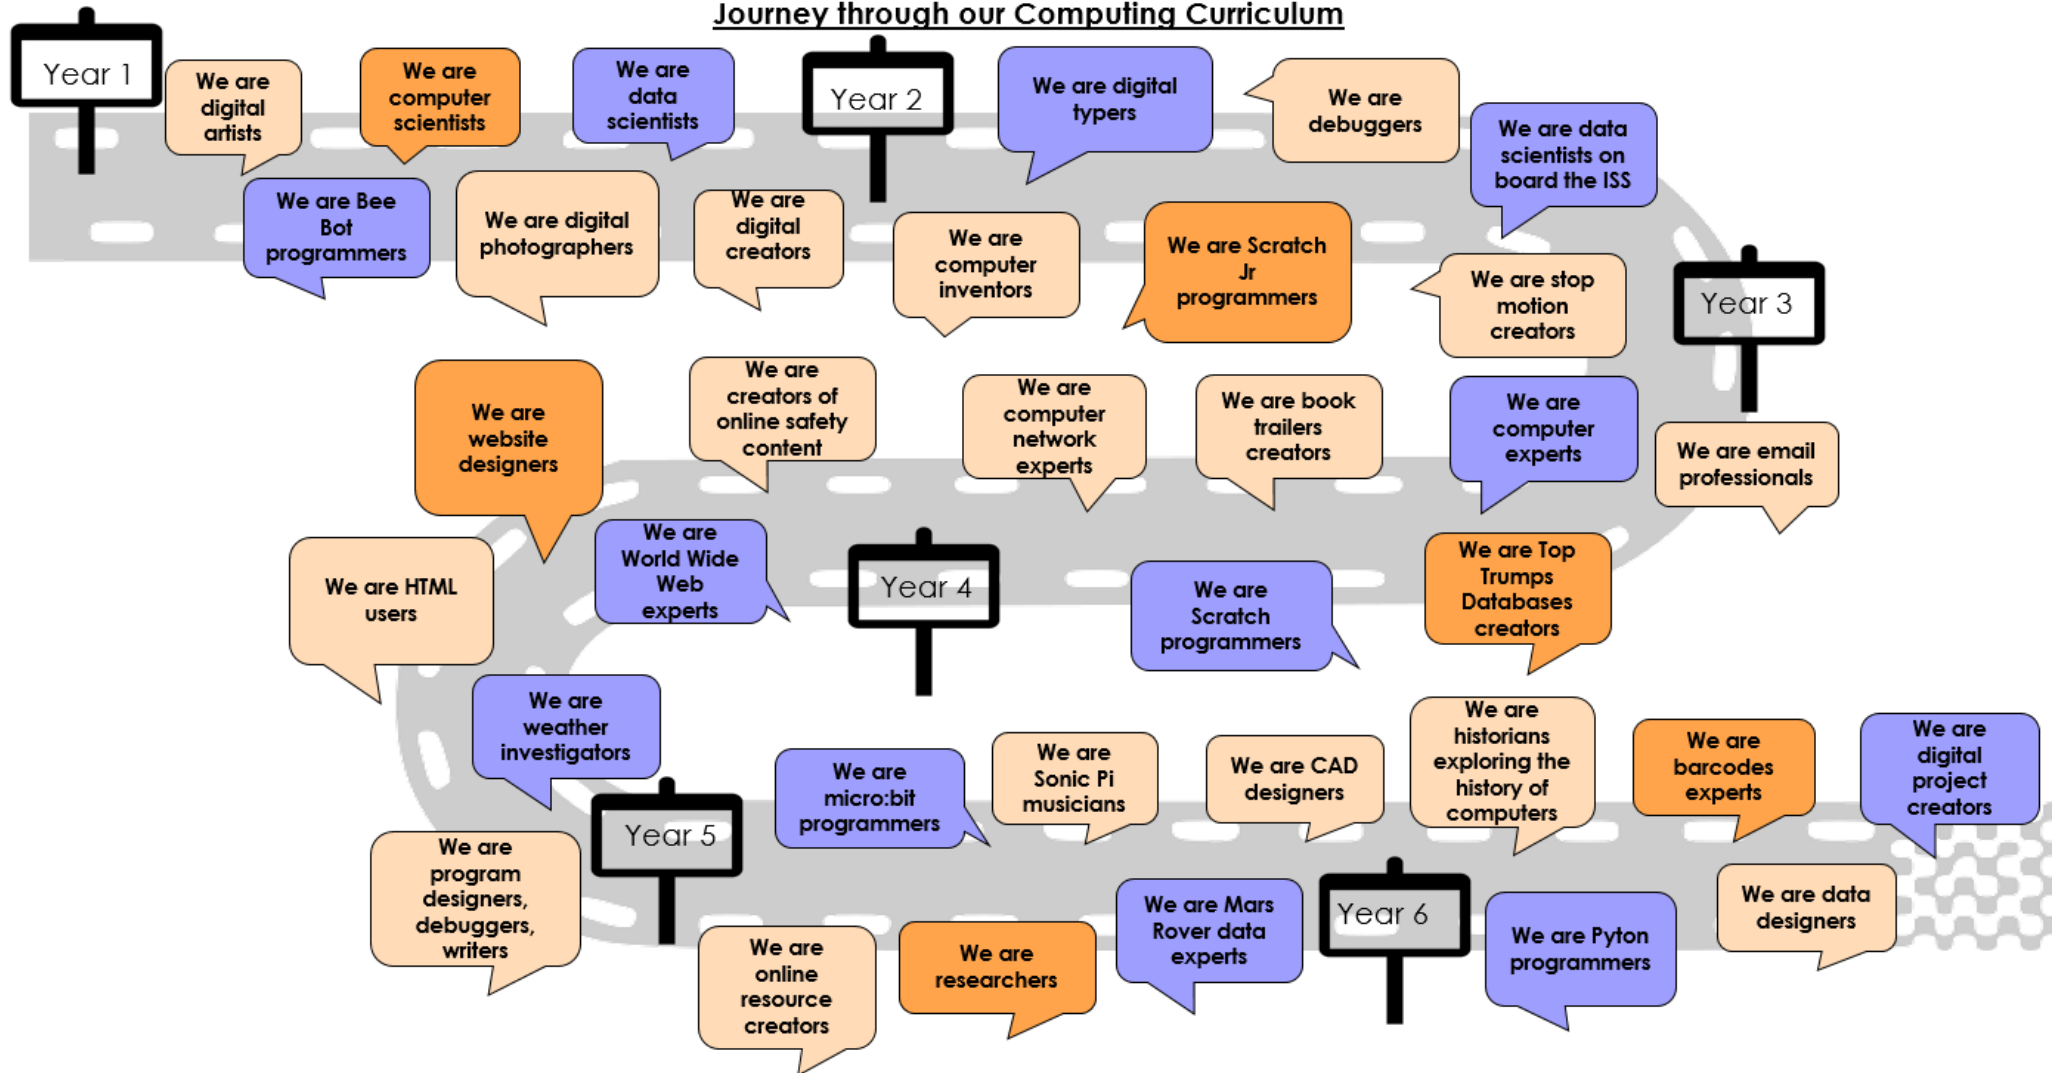 Journey through our Computing Curriculum
Year 1
We are
digital
artists
We are Bee
Bot
programmers
We are
computer
scientists
We are digital
photographers
We are
data
scientists
We are
digital
creators
Year 2
We are
computer
inventors
We are digital
typers
We are Scratch
Jr
programmers
We are
debuggers
We are stop
motion
creators
We are data
scientists on
board the ISS
Year 3
We are email
professionals
We are
computer
experts
We are Top
Trumps
Databases
creators
We are book
trailers
creators
We are
Scratch
programmers
We are
computer
network
experts
Year 4
We are
creators of
online safety
content
We are
World Wide
Web
experts
We are
website
designers
We are HTML
users
We are
weather
investigators
We are
program
designers,
debuggers,
writers
Year 5
We are
online
resource
creators
We are
micro:bit
programmers
We are
researchers
We are
Sonic Pi
musicians
We are Mars
Rover data
experts
We are CAD
designers
Year 6
We are
historians
exploring the
history of
computers
We are Pyton
programmers
We are
barcodes
experts
We are data
designers
We are
digital
project
creators